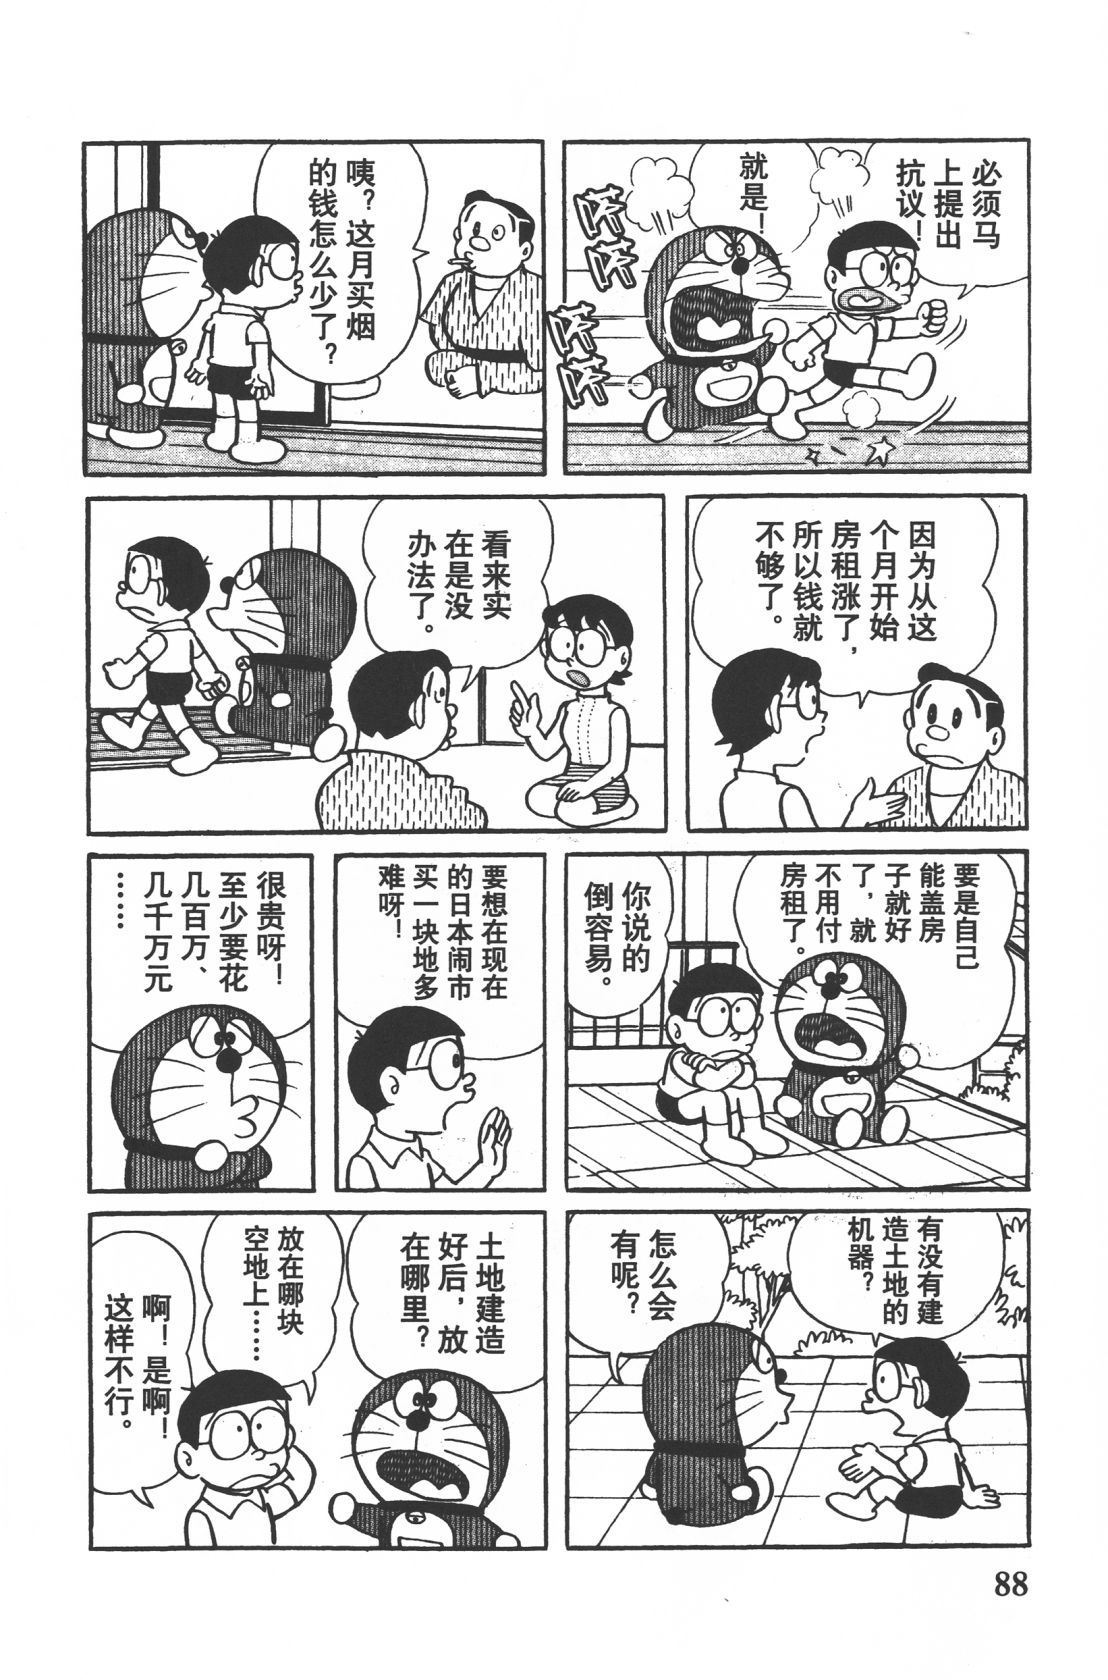 必须马
上提出
抗议！
就是！
咚咚
咚咚
咦？这月买烟
的钱怎么少了？
因为从这
个月开始
房租涨了，
所以钱就
不够了。
看来实
在是没
办法了。
要是自己
能盖房
子就好
了，就
不用付
房租了。
你说的
倒容易。
要想在现在
的日本闹市
买一块地多
难呀！
很贵呀！
至少要花
几百万、
几千万元
……
有没有建
造土地的
机器？
怎么会
有呢？
土地建造
好后，放
在哪里？
放在哪块
空地上……
啊！是啊！
这样不行。
88